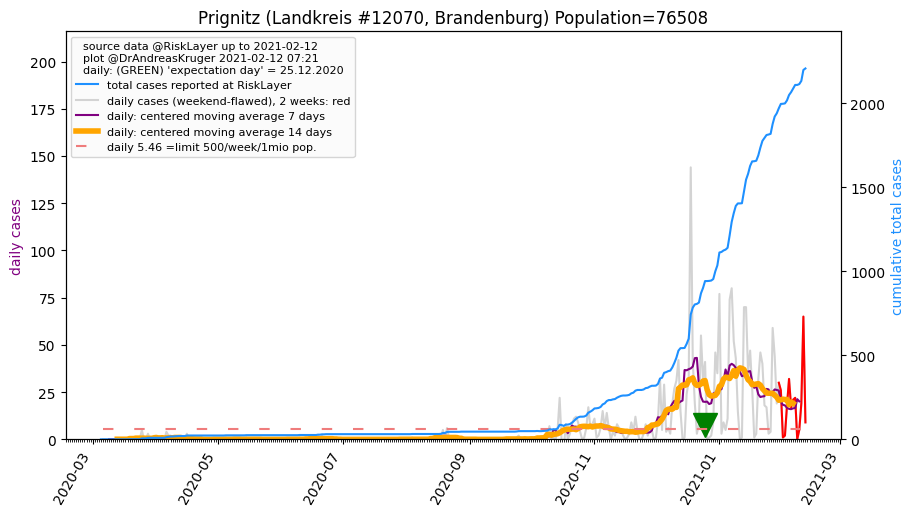 Prignitz (Landkreis #12070, Brandenburg) Population=76508
source data @RiskLayer up to 2021-02-12
plot @DrAndreasKruger 2021-02-12 07:21
daily: (GREEN) 'expectation day' = 25.12.2020
total cases reported at RiskLayer
daily cases (weekend-flawed), 2 weeks: red
daily: centered moving average 7 days
daily: centered moving average 14 days
daily 5.46 =limit 500/week/1mio pop.
daily cases
200
175
150
125
100
75
50
25
0
cumulative total cases
2000
1500
1000
500
0
2020-03
2020-05
2020-07
2020-09
2020-11
2021-01
2021-03